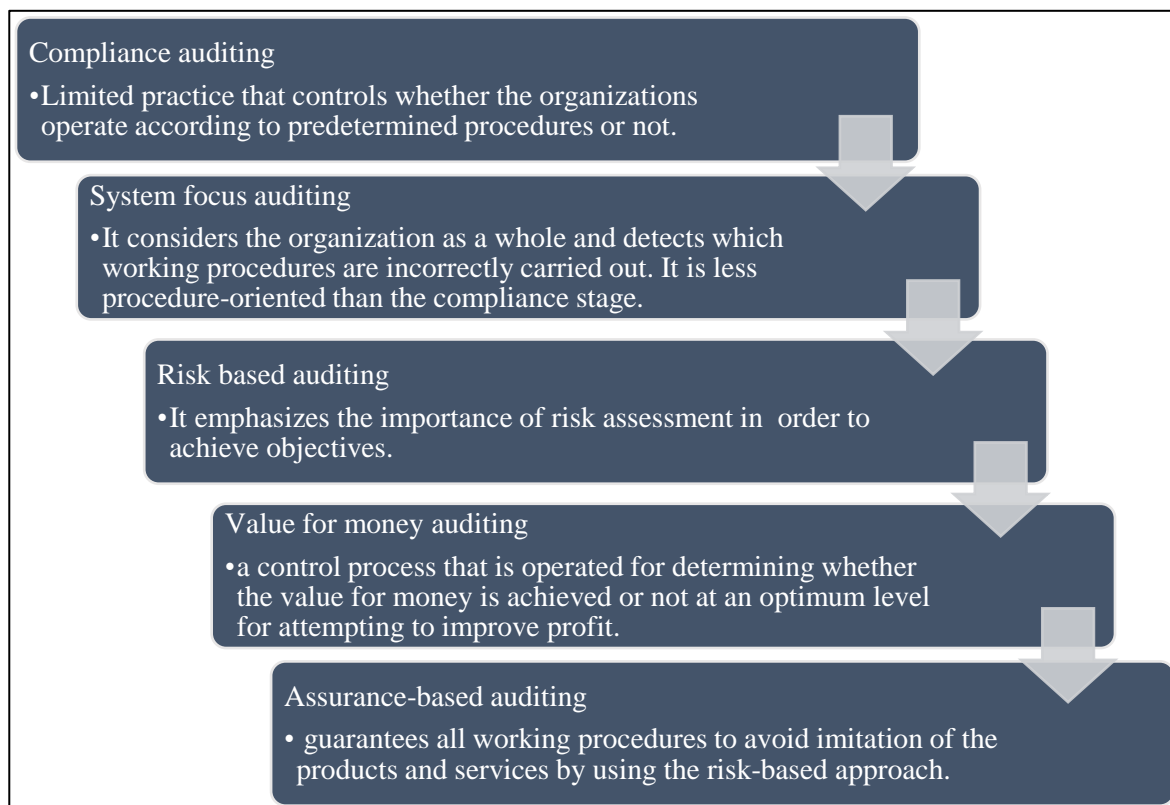 Compliance auditing
•Limited practice that controls whether the organizations
operate according to predetermined procedures or not.
System focus auditing
•It considers the organization as a whole and detects which
working procedures are incorrectly carried out. It is less
procedure-oriented than the compliance stage.
Risk based auditing
•It emphasizes the importance of risk assessment in order to
achieve objectives.
Value for money auditing
•a control process that is operated for determining whether
the value for money is achieved or not at an optimum level
for attempting to improve profit.
Assurance-based auditing
• guarantees all working procedures to avoid imitation of the
products and services by using the risk-based approach.